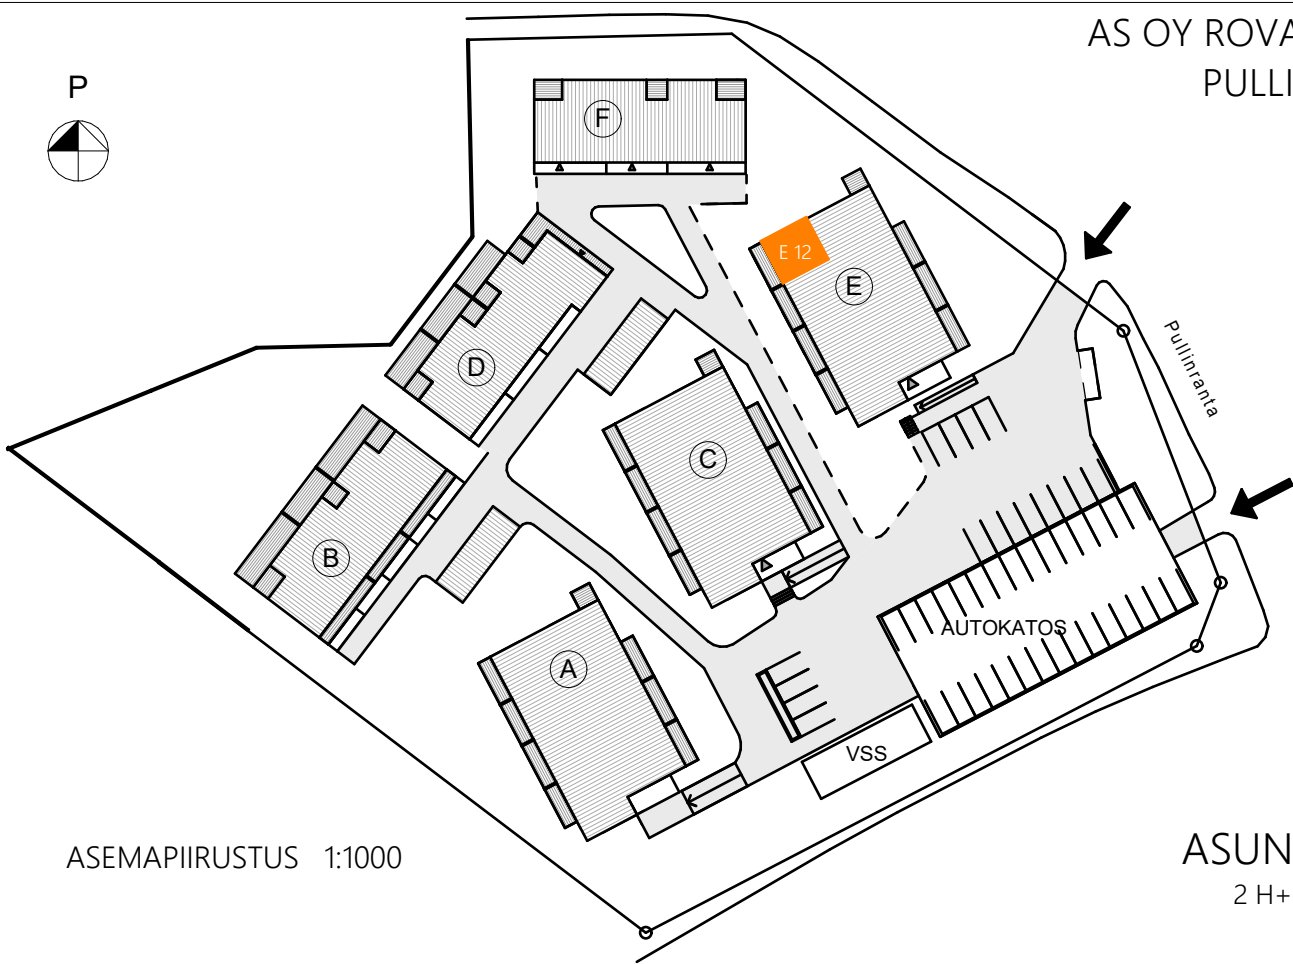 AS OY ROVA
PULLI
P
F
E 12
E
D
Pullinranta
C
B
AUTOKATOS
A
VSS
ASEMAPIIRUSTUS 1:1000
ASUN
2 H+